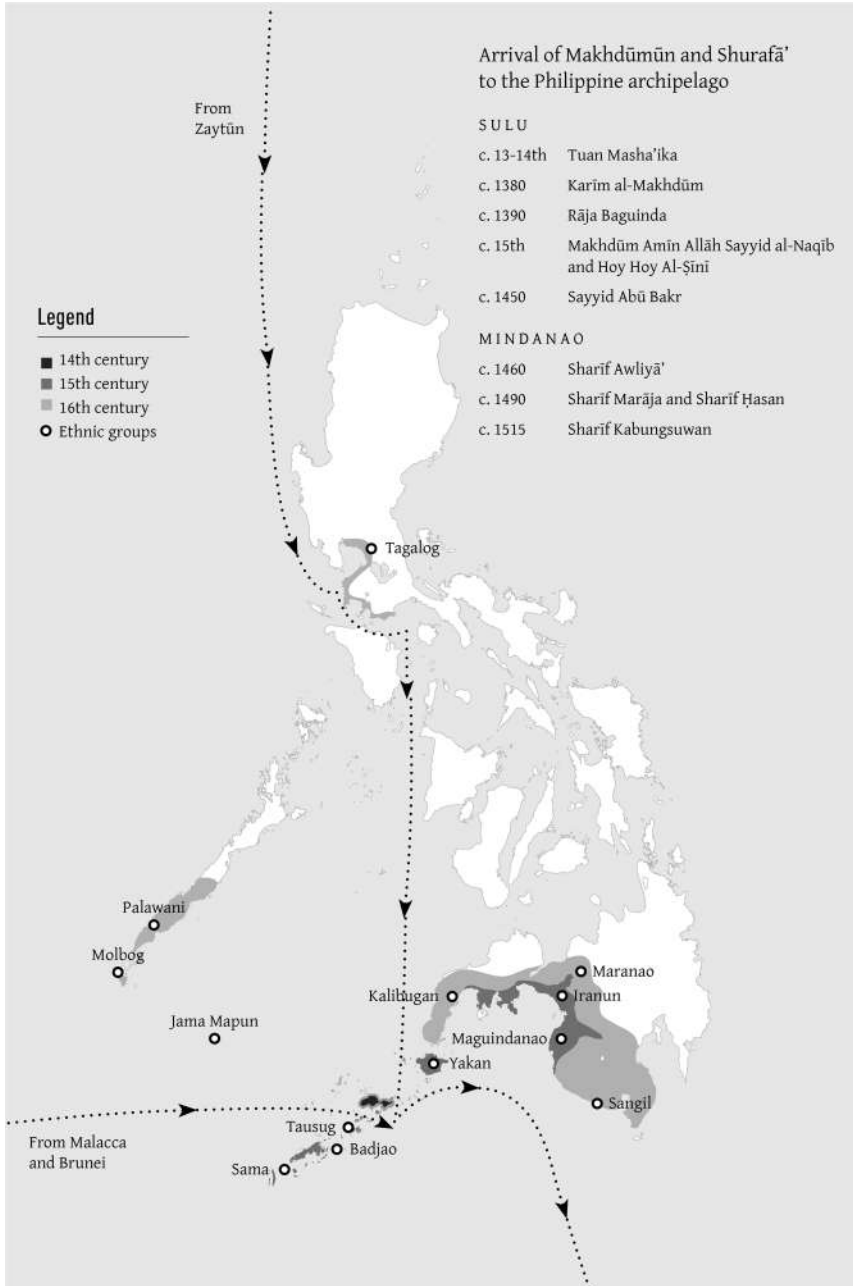 Arrival of Makhdūmūn and Shurafā’
to the Philippine archipelago
From
Zaytūn
SULU
c. 13-14th Tuan Masha’ika
c. 1380 Karīm al-Makhdūm
c. 1390 Rāja Baguinda
c. 15th Makhdūm Amīn Allāh Sayyid al-Naqīb
and Hoy Hoy Al-Ṣīnī
c. 1450 Sayyid Abū Bakr
MINDANAO
c. 1460 Sharīf Awliyā’
c. 1490 Sharīf Marāja and Sharīf Ḥasan
c. 1515 Sharīf Kabungsuwan
Legend
14th century
15th century
16th century
Ethnic groups
Tagalog
Palawani
Molbog
Jama Mapun
Kalibugan
Maranao
Iranun
Maguindanao
Yakan
Sangil
Tausug
Badjao
Sama
From Malacca
and Brunei